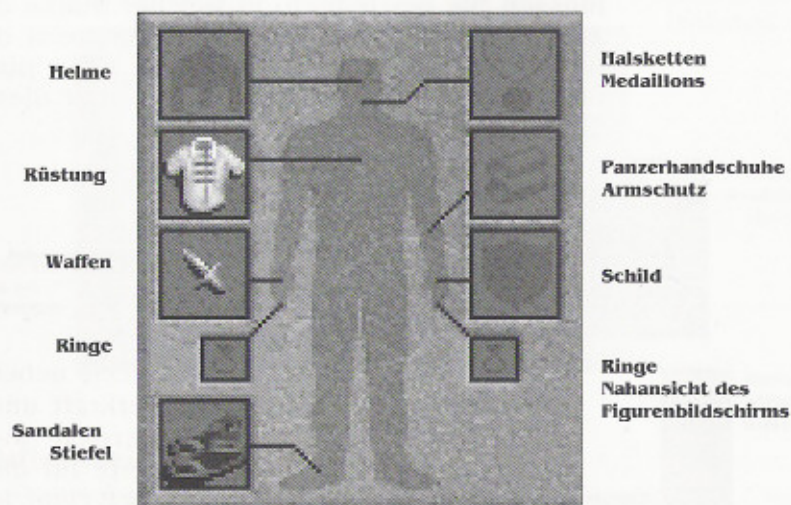 Helme
Rüstung
Waffen
Ringe
Sandalen
Stiefel
Halsketten
Medaillons
Panzerhandschuhe
Armschutz
Schild
Ringe
Nahansicht des
Figurenbildschirms